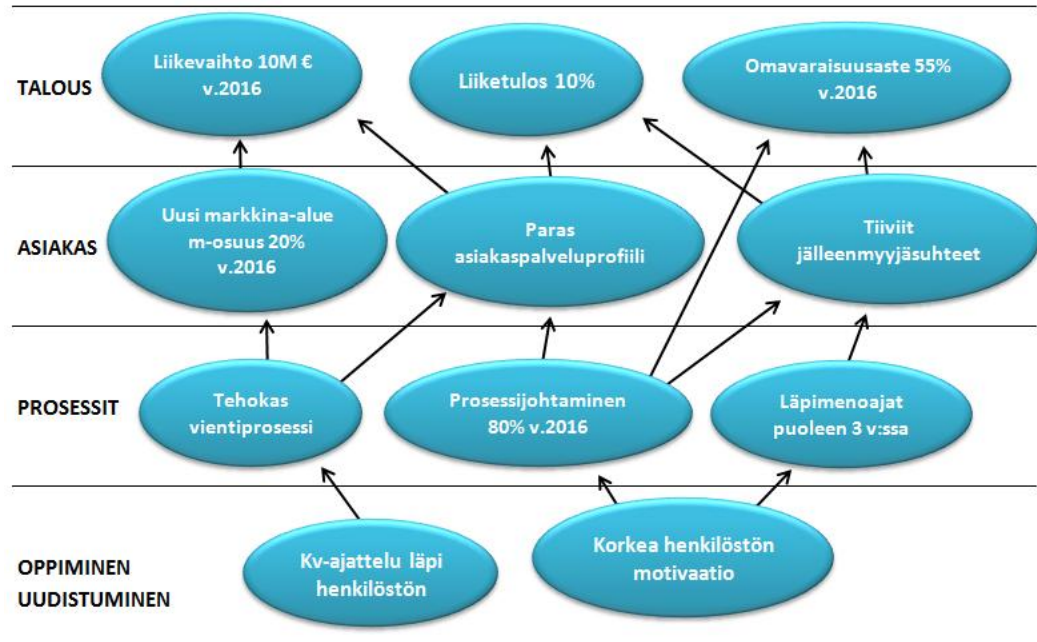 TALOUS
Liikevaihto 10M €
v.2016
Liiketulos 10%
Omavaraisuusaste 55%
v.2016
ASIAKAS
Uusi markkina-alue
m-osuus 20%
v.2016
Paras
asiakaspalveluprofiili
Tiiviit
jälleenmyyjäsuhteet
PROSESSIT
Tehokas
vientiprosessi
Prosessijohtaminen
80% v.2016
Läpimenoajat
puoleen 3 v:ssa
OPPIMINEN
UUDISTUMINEN
Kv-ajattelu läpi
henkilöstön
Korkea henkilöstön
motivaatio